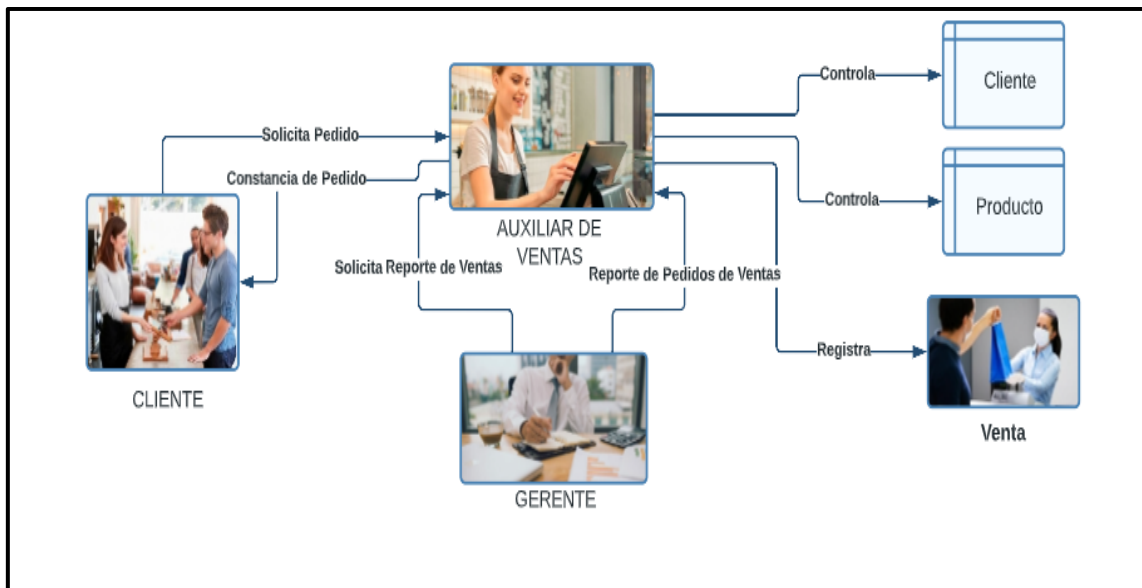 Controla
Cliente
Solicita Pedido
Constancia de Pedido
Controla
Producto
AUXILIAR DE
VENTAS
Solicita Reporte de Ventas
Reporte de Pedidos de Ventas
Registra
CLIENTE
Venta
GERENTE